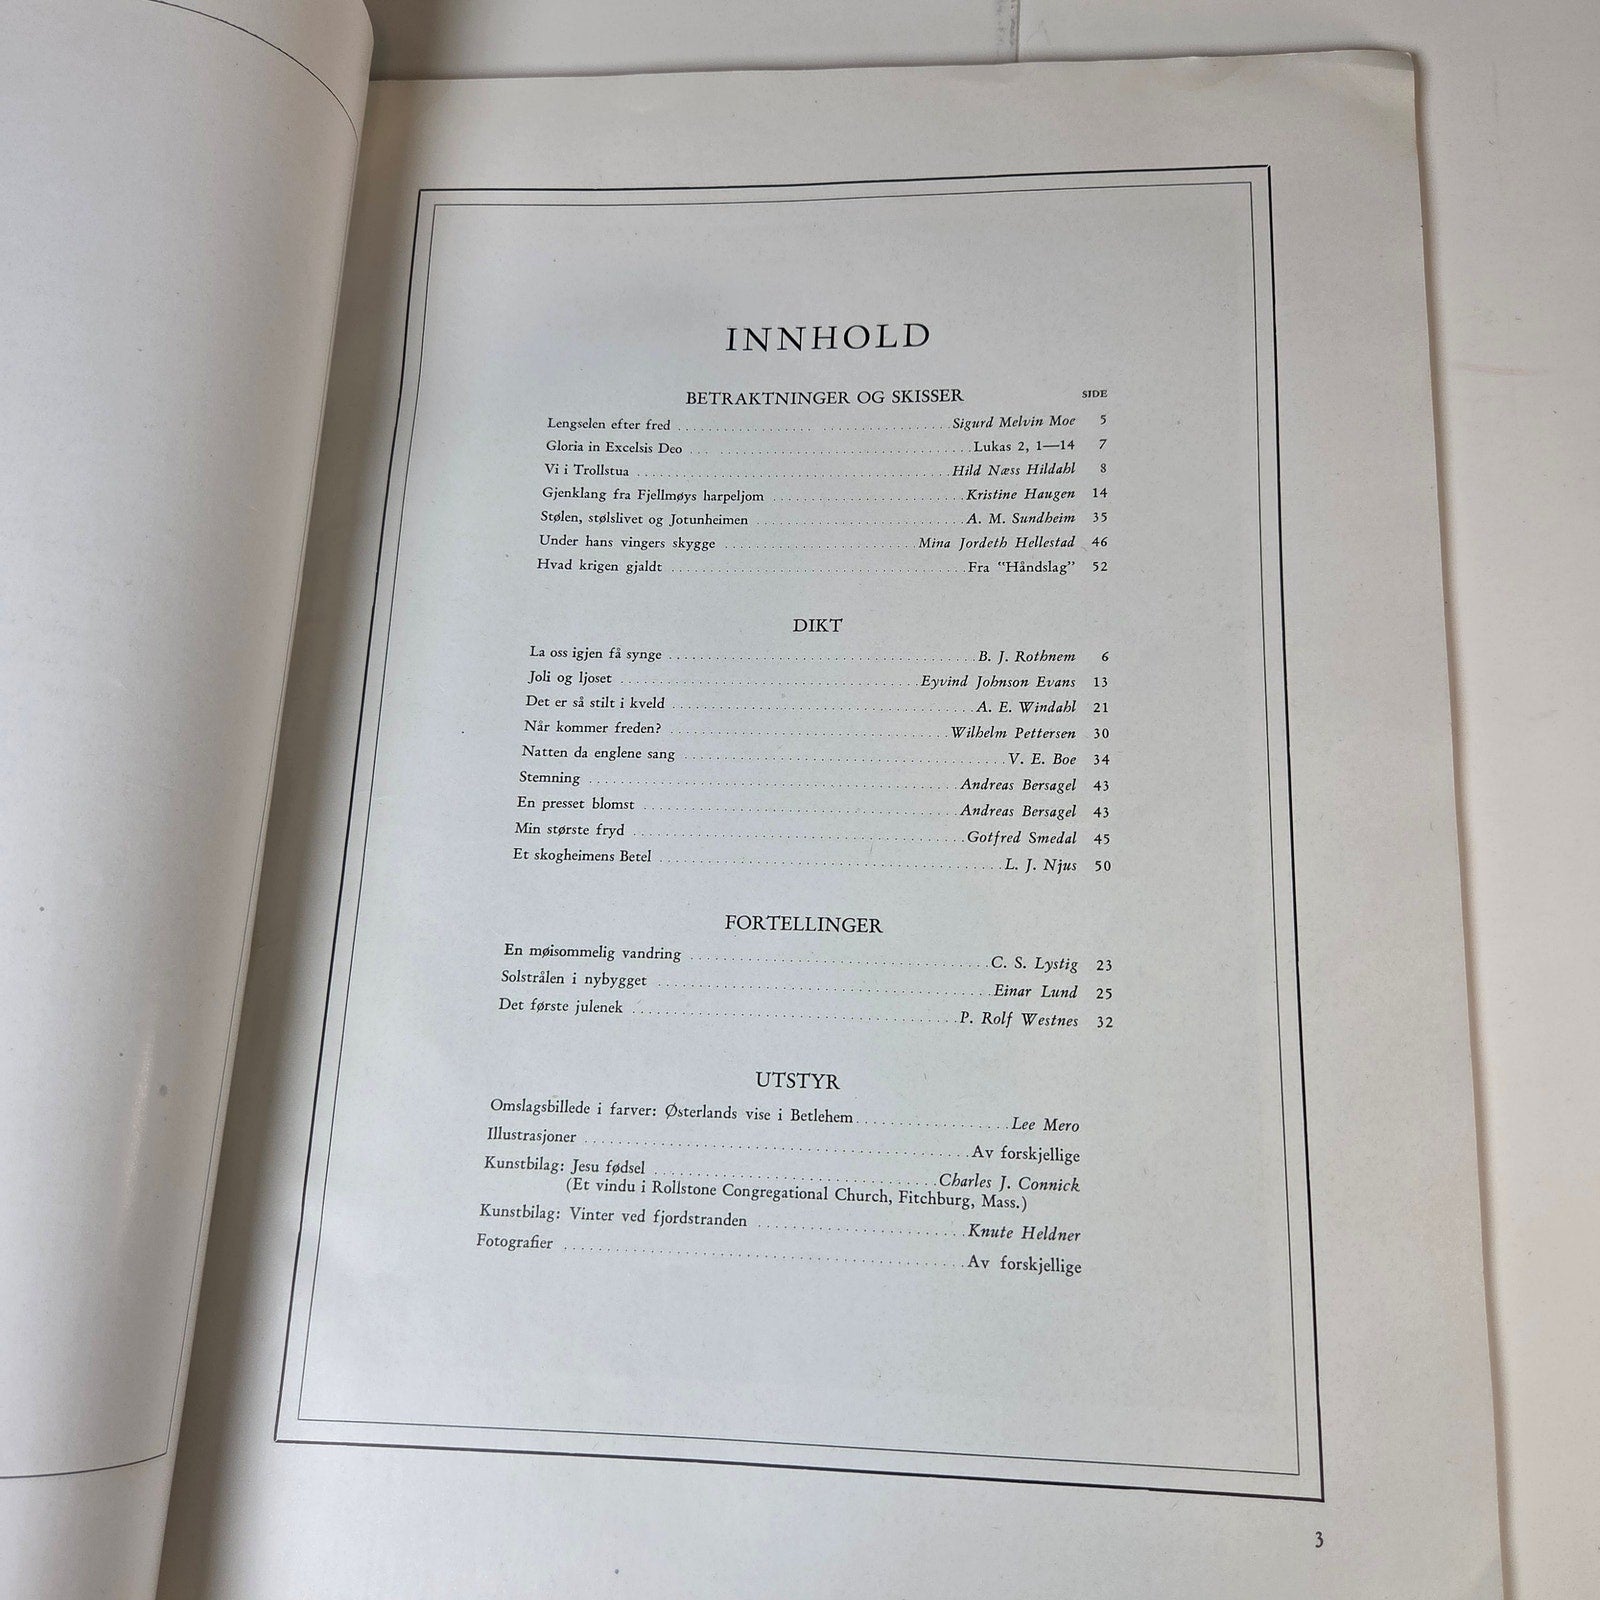 INNHOLD
BETRAKTNINGER OG SKISSER SIDE
Lengselen efter fred Sigurd Melvin Moe 5
Gloria in Excelsis Deo Lukas 2, 1—14 7
Vi i Trollstua Hild Næss Hildahl 8
Gjenklang fra Fjellmøys harpeljom Kristine Haugen 14
Stølen, stølslivet og Jotunheimen A. M. Sundheim 35
Under hans vingers skygge Mina Jordeth Hellestad 46
Hvad krigen gjaldt Fra “Håndslag” 52
DIKT
La oss igjen få synge B. J. Rothnem 6
Joli og ljoset Eyvind Johnson Evans 13
Det er så stilt i kveld A. E. Windahl 21
Når kommer freden? Wilhelm Pettersen 30
Natten da englene sang V. E. Boe 34
Stemning Andreas Bersagel 43
En presset blomst Andreas Bersagel 43
Min største fryd Gotfred Smedal 45
Et skogheimens Betel L. J. Njus 50
FORTELLINGER
En møisommelig vandring C. S. Lystig 23
Solstrålen i nybygget Einar Lund 25
Det første julenek P. Rolf Westnes 32
UTSTYR
Omslagsbillede i farver: Østerlands vise i Betlehem Lee Mero
Illustrasjoner Av forskjellige
Kunstbilag: Jesu fødsel Charles J. Connick
(Et vindu i Rollstone Congregational Church, Fitchburg, Mass.)
Kunstbilag: Vinter ved fjordstranden Knute Heldner
Fotografier Av forskjellige
3